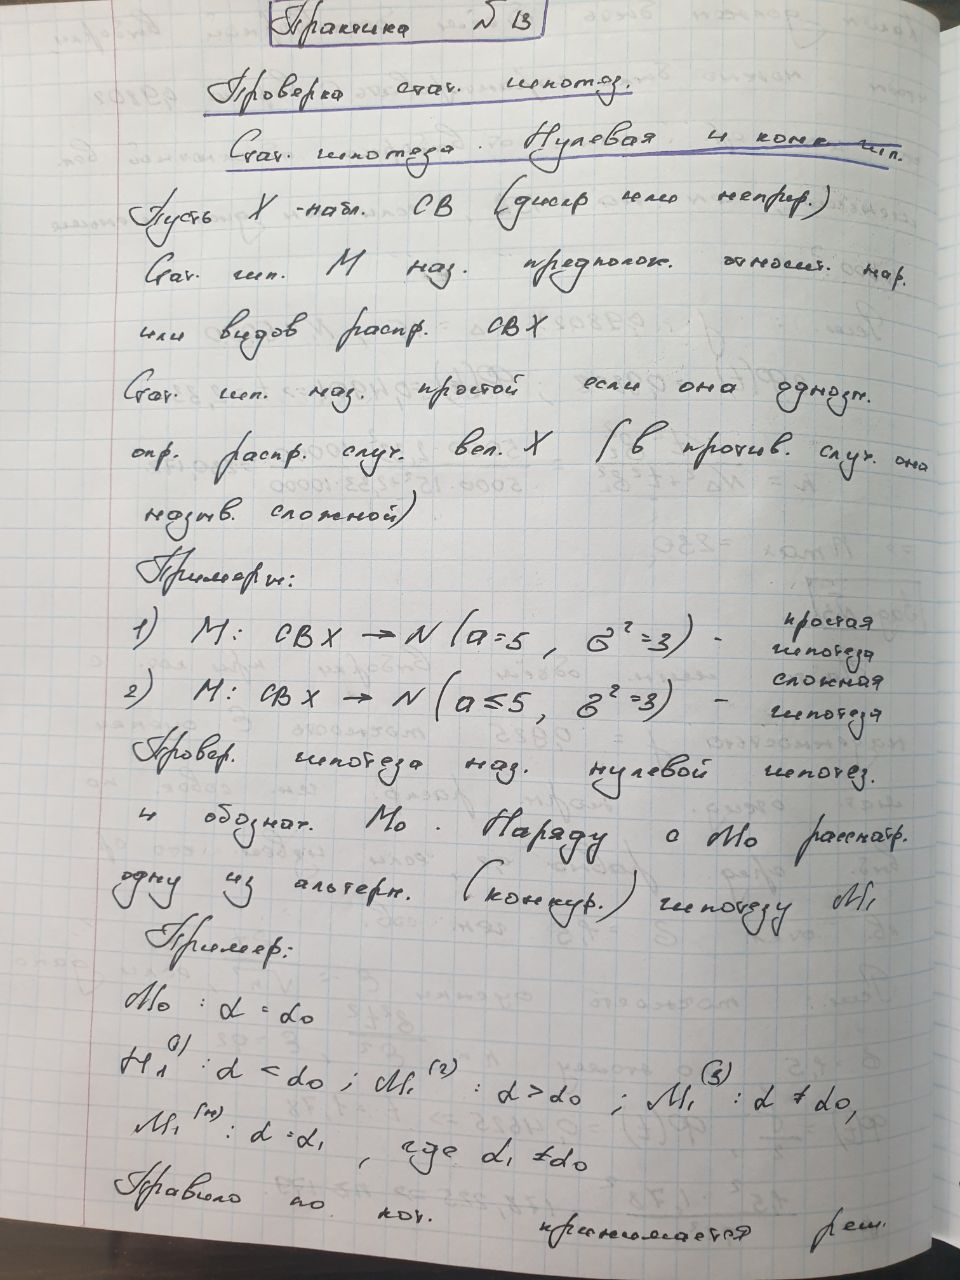 Практика № 13
Проверка стат. гипотез.
Стат. гипотеза. Нулевая и конк. гип.
Пусть X - набл. СВ (дискр или непрер.)
Стат. гип. H наз. предполож. относит. пар.
или видов распр. СВХ
Стат. гип. наз. простой если она однозн.
опр. распр. случ. вел. X (в против. случ. она
назыв. сложной)
Примеры:
1) H: СВХ → N (a=5, σ²=3) - простая гипотеза
2) H: СВХ → N (a≤5, σ²=3) - сложная гипотеза
Провер. гипотеза наз. нулевой гипотез.
и обознач. H₀. Наряду с H₀ рассматр.
одну из альтерн. (конкур.) гипотезу H₁
Пример:
H₀ : α = α₀
H₁⁽¹⁾ : α < α₀ ; H₁⁽²⁾ : α > α₀ ; H₁⁽³⁾ : α ≠ α₀,
H₁⁽⁴⁾ : α = α₁, где α₁ ≠ α₀
Правило по кот. принимается реш.